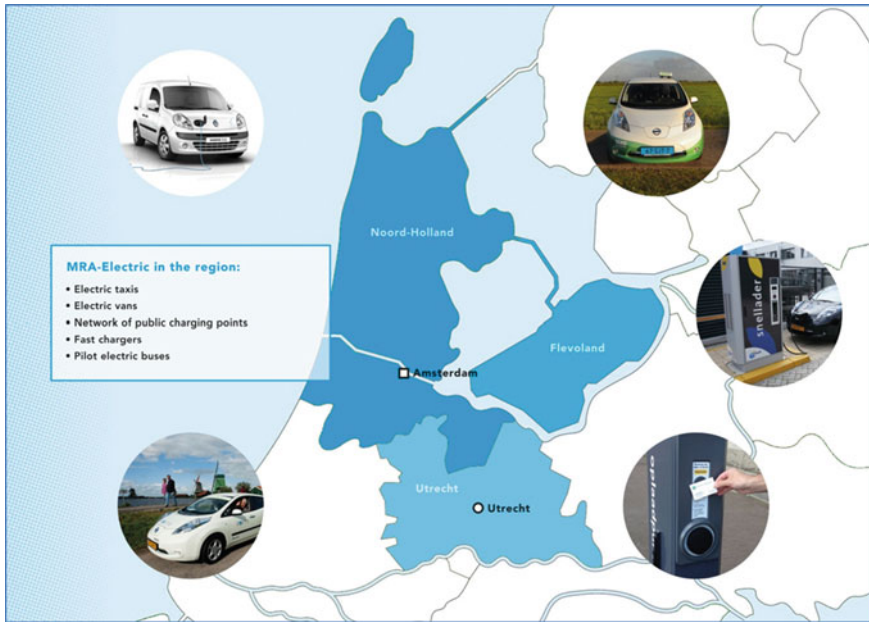 Noord-Holland
MRA-Electric in the region:
• Electric taxis
• Electric vans
• Network of public charging points
• Fast chargers
• Pilot electric buses
snellader
Flevoland
Amsterdam
Utrecht
Utrecht
oplaadpunt